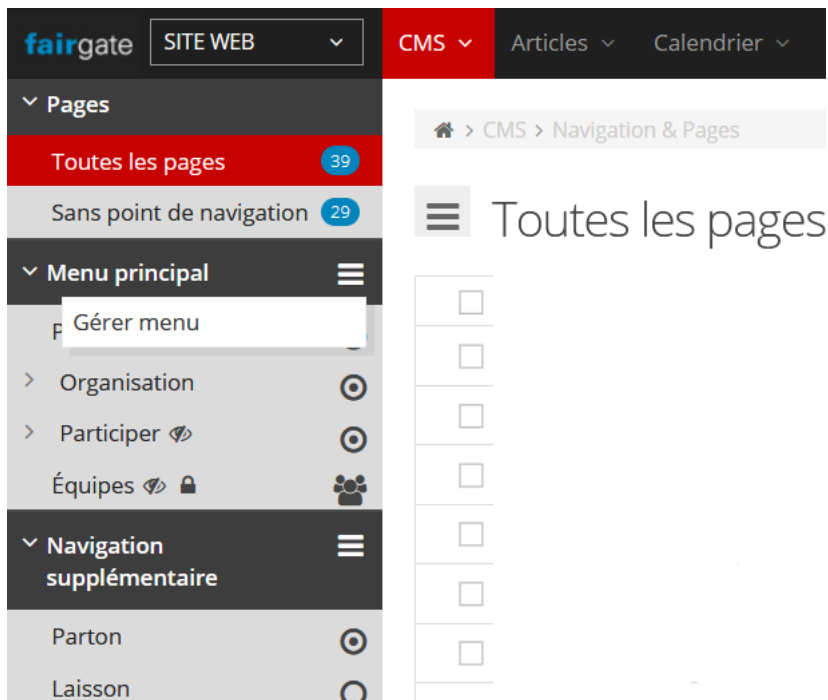 fairgate SITE WEB CMS Articles Calendrier
Pages
CMS > Navigation & Pages
Toutes les pages 39
Sans point de navigation 29
Toutes les pages
Menu principal
Gérer menu
Organisation
Participer
Équipes
Navigation
supplémentaire
Parton
Laisson